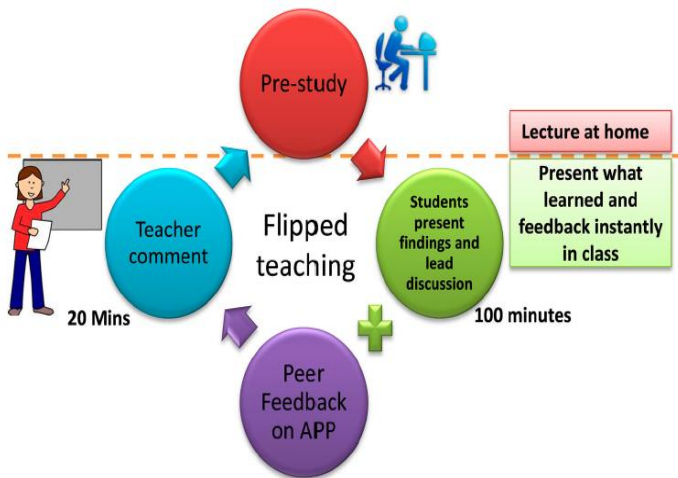 Pre-study
Lecture at home
Present what
learned and
feedback instantly
in class
Students
present
findings and
lead
discussion
100 minutes
Flipped
teaching
Teacher
comment
20 Mins
Peer
Feedback
on APP